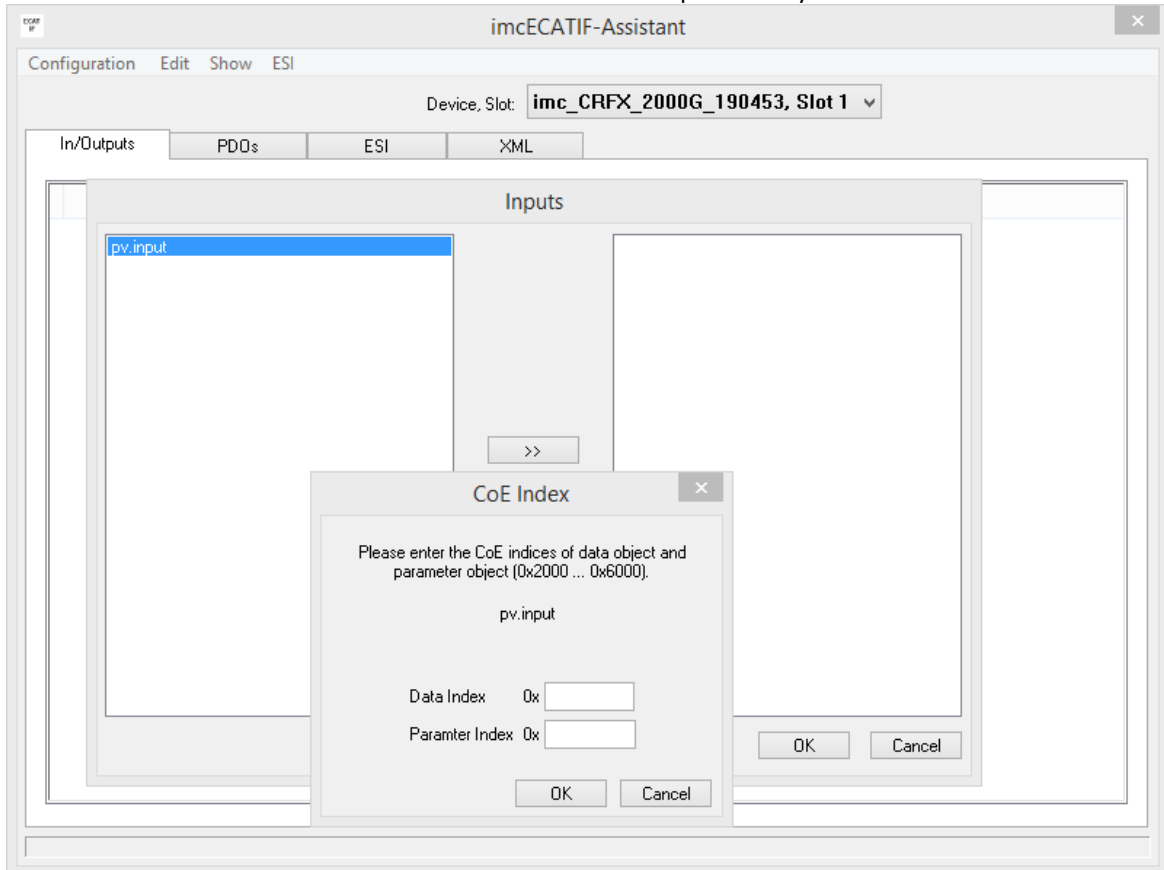 ECAT
IF
imcECATIF-Assistant
Configuration Edit Show ESI
Device, Slot: imc_CRFX_2000G_190453, Slot 1
In/Outputs PDOs ESI XML
Inputs
pv.input
>>
CoE Index
Please enter the CoE indices of data object and
parameter object (0x2000 ... 0x6000).
pv.input
Data Index 0x
Paramter Index 0x
OK Cancel
OK Cancel